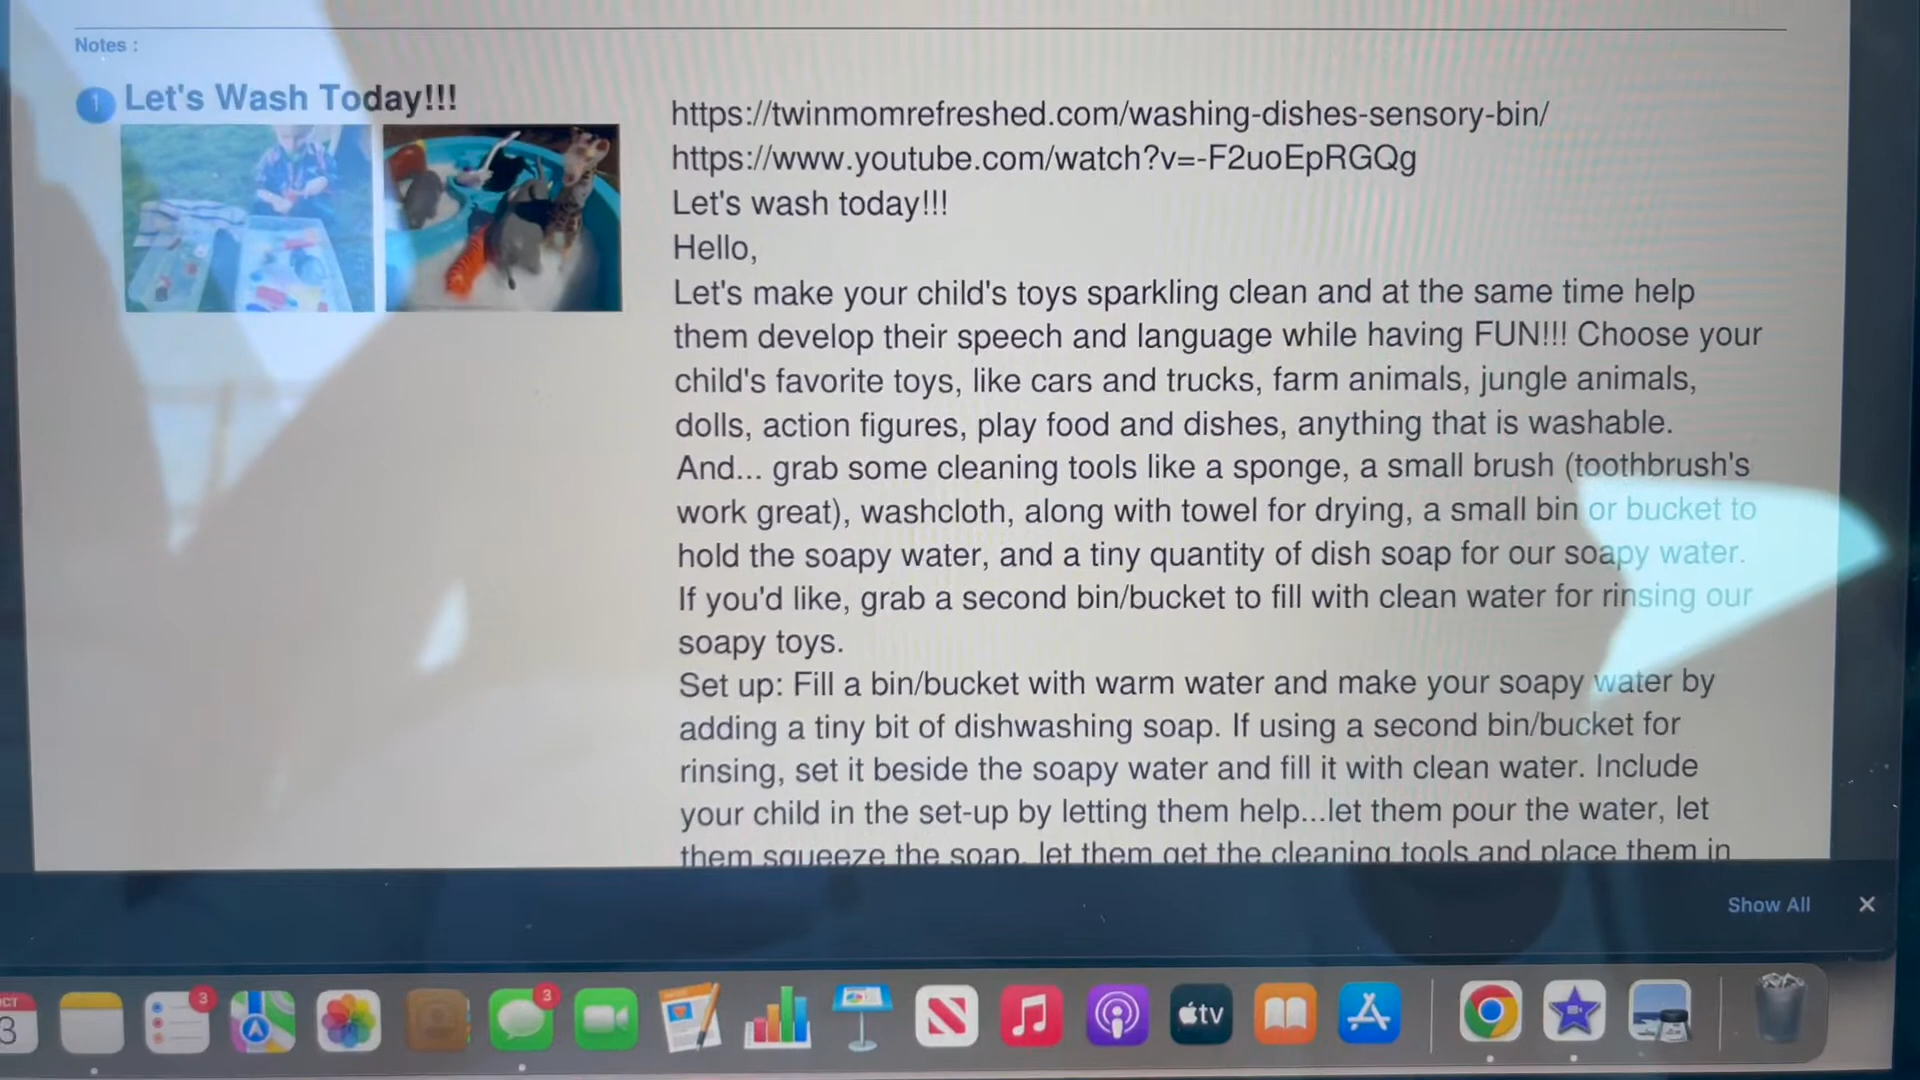 Notes :
1 Let's Wash Today!!!
https://twinmomrefreshed.com/washing-dishes-sensory-bin/
https://www.youtube.com/watch?v=-F2uoEpRGQg
Let's wash today!!!
Hello,
Let's make your child's toys sparkling clean and at the same time help
them develop their speech and language while having FUN!!! Choose your
child's favorite toys, like cars and trucks, farm animals, jungle animals,
dolls, action figures, play food and dishes, anything that is washable.
And... grab some cleaning tools like a sponge, a small brush (toothbrush's
work great), washcloth, along with towel for drying, a small bin or bucket to
hold the soapy water, and a tiny quantity of dish soap for our soapy water.
If you'd like, grab a second bin/bucket to fill with clean water for rinsing our
soapy toys.
Set up: Fill a bin/bucket with warm water and make your soapy water by
adding a tiny bit of dishwashing soap. If using a second bin/bucket for
rinsing, set it beside the soapy water and fill it with clean water. Include
your child in the set-up by letting them help...let them pour the water, let
them squeeze the soap, let them get the cleaning tools and place them in
Show All
3
3
tv